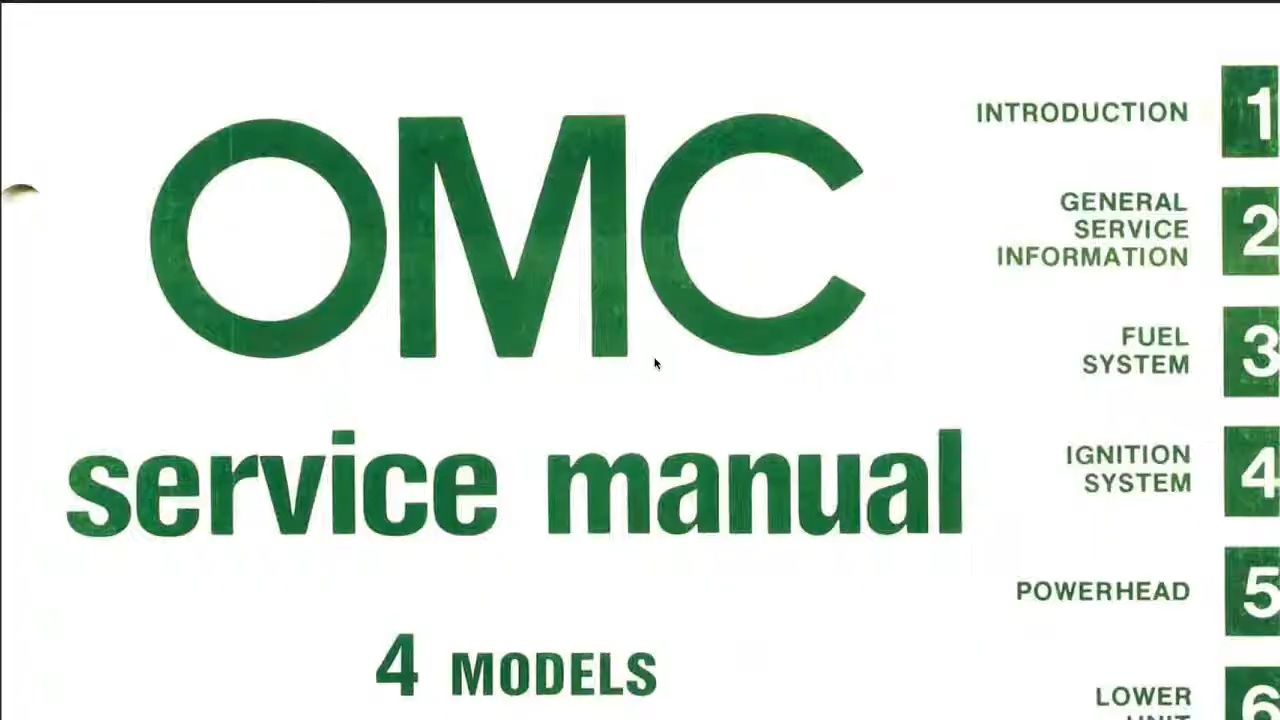 OMC
service manual
4 MODELS
INTRODUCTION 1
GENERAL
SERVICE
INFORMATION 2
FUEL
SYSTEM 3
IGNITION
SYSTEM 4
POWERHEAD 5
LOWER
UNIT 6